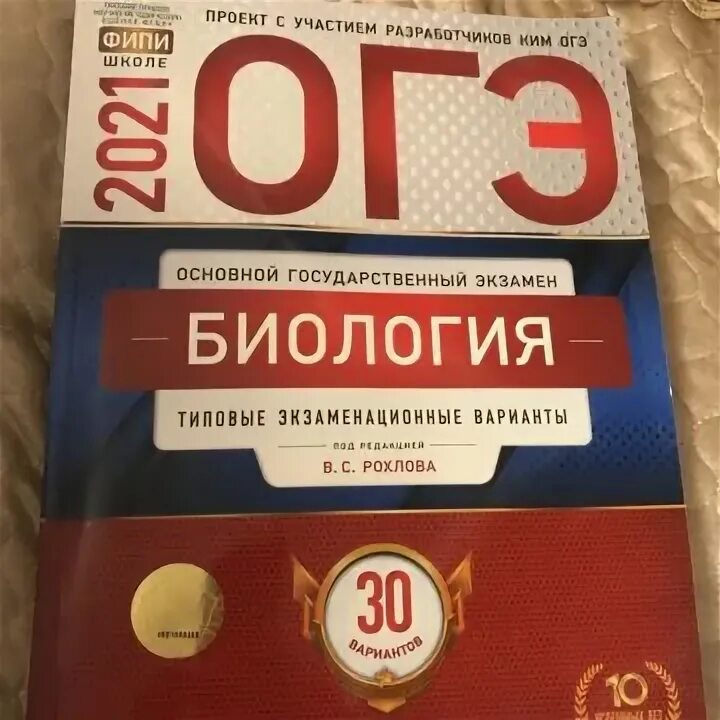 ПРОЕКТ С УЧАСТИЕМ РАЗРАБОТЧИКОВ КИМ ОГЭ
ФИПИ
ШКОЛЕ
2021
ОГЭ
ОСНОВНОЙ ГОСУДАРСТВЕННЫЙ ЭКЗАМЕН
БИОЛОГИЯ
ТИПОВЫЕ ЭКЗАМЕНАЦИОННЫЕ ВАРИАНТЫ
ПОД РЕДАКЦИЕЙ
В. С. РОХЛОВА
30
ВАРИАНТОВ
10